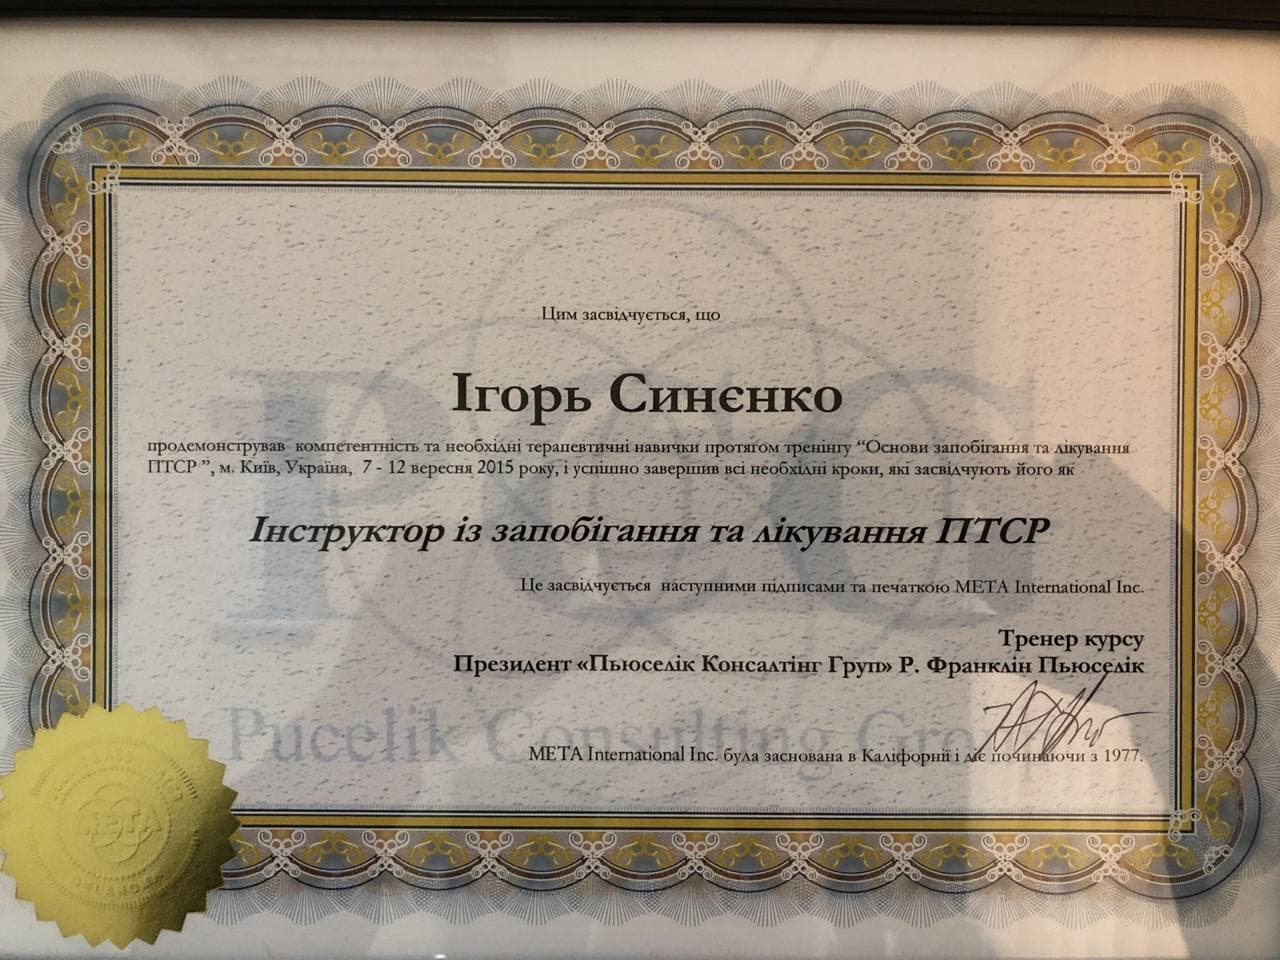 Цим засвідчується, що
Ігорь Синєнко
продемонстрував компетентність та необхідні терапевтичні навички протягом тренінгу “Основи запобігання та лікування
ПТСР ”, м. Київ, Україна, 7 - 12 вересня 2015 року, і успішно завершив всі необхідні кроки, які засвідчують його як
Інструктор із запобігання та лікування ПТСР
Це засвідчується наступними підписами та печаткою META International Inc.
Тренер курсу
Президент «Пьюселік Консалтінг Груп» Р. Франклін Пьюселік
PCG
Pucelik Consulting Group
META International Inc. була заснована в Каліфорнії і діє починаючи з 1977.
META